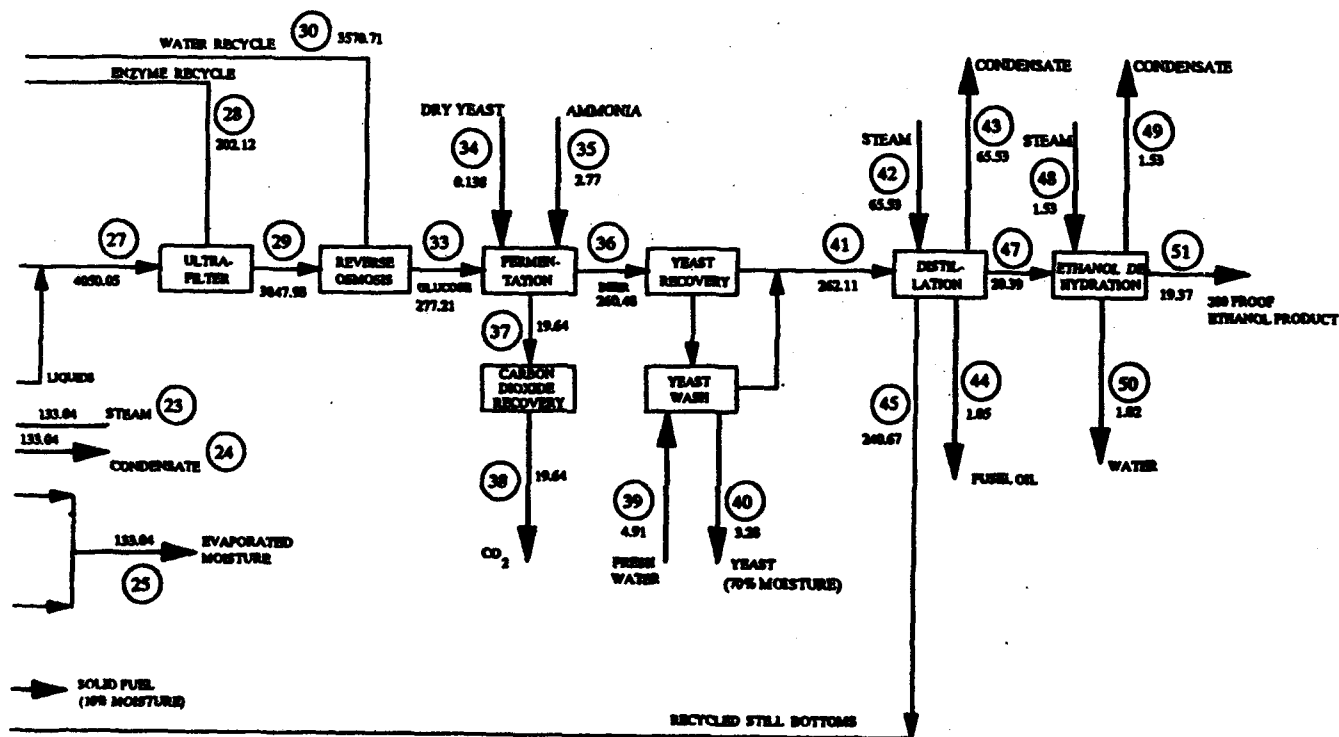 WATER RECYCLE
30
3570.71
ENZYME RECYCLE
28
202.12
DRY YEAST
34
0.138
AMMONIA
35
2.77
STEAM
42
65.53
CONDENSATE
43
65.53
STEAM
48
1.53
CONDENSATE
49
1.53
27
4050.05
ULTRA-
FILTER
29
3847.93
REVERSE
OSMOSIS
33
GLUCOSE
277.21
FERMEN-
TATION
36
BEER
260.48
YEAST
RECOVERY
41
262.11
DISTIL-
LATION
47
20.39
ETHANOL DE
HYDRATION
51
19.37
200 PROOF
ETHANOL PRODUCT
37
19.64
CARBON
DIOXIDE
RECOVERY
YEAST
WASH
LIQUIDS
133.04
STEAM
23
133.04
CONDENSATE
24
38
19.64
CO2
39
4.91
FRESH
WATER
40
3.28
YEAST
(70% MOISTURE)
45
240.67
44
1.05
FUSEL OIL
50
1.02
WATER
133.04
EVAPORATED
MOISTURE
25
SOLID FUEL
(10% MOISTURE)
RECYCLED STILL BOTTOMS